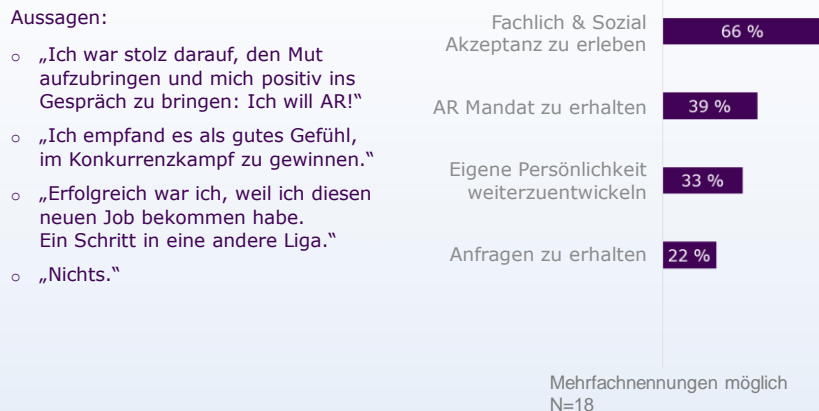 Aussagen:
o „Ich war stolz darauf, den Mut
aufzubringen und mich positiv ins
Gespräch zu bringen: Ich will AR!“
o „Ich empfand es als gutes Gefühl,
im Konkurrenzkampf zu gewinnen.“
o „Erfolgreich war ich, weil ich diesen
neuen Job bekommen habe.
Ein Schritt in eine andere Liga.“
o „Nichts.“
Fachlich & Sozial
Akzeptanz zu erleben
66 %
AR Mandat zu erhalten
39 %
Eigene Persönlichkeit
weiterzuentwickeln
33 %
Anfragen zu erhalten
22 %
Mehrfachnennungen möglich
N=18